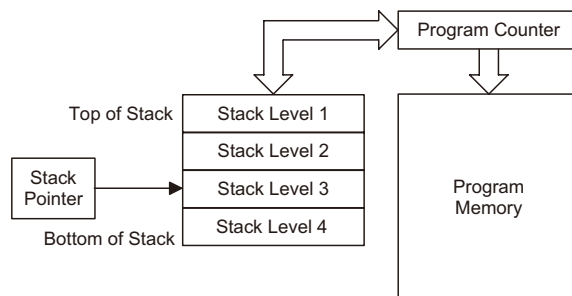 Program Counter
Top of Stack
Stack Level 1
Stack Level 2
Stack
Pointer
Stack Level 3
Program
Memory
Bottom of Stack
Stack Level 4